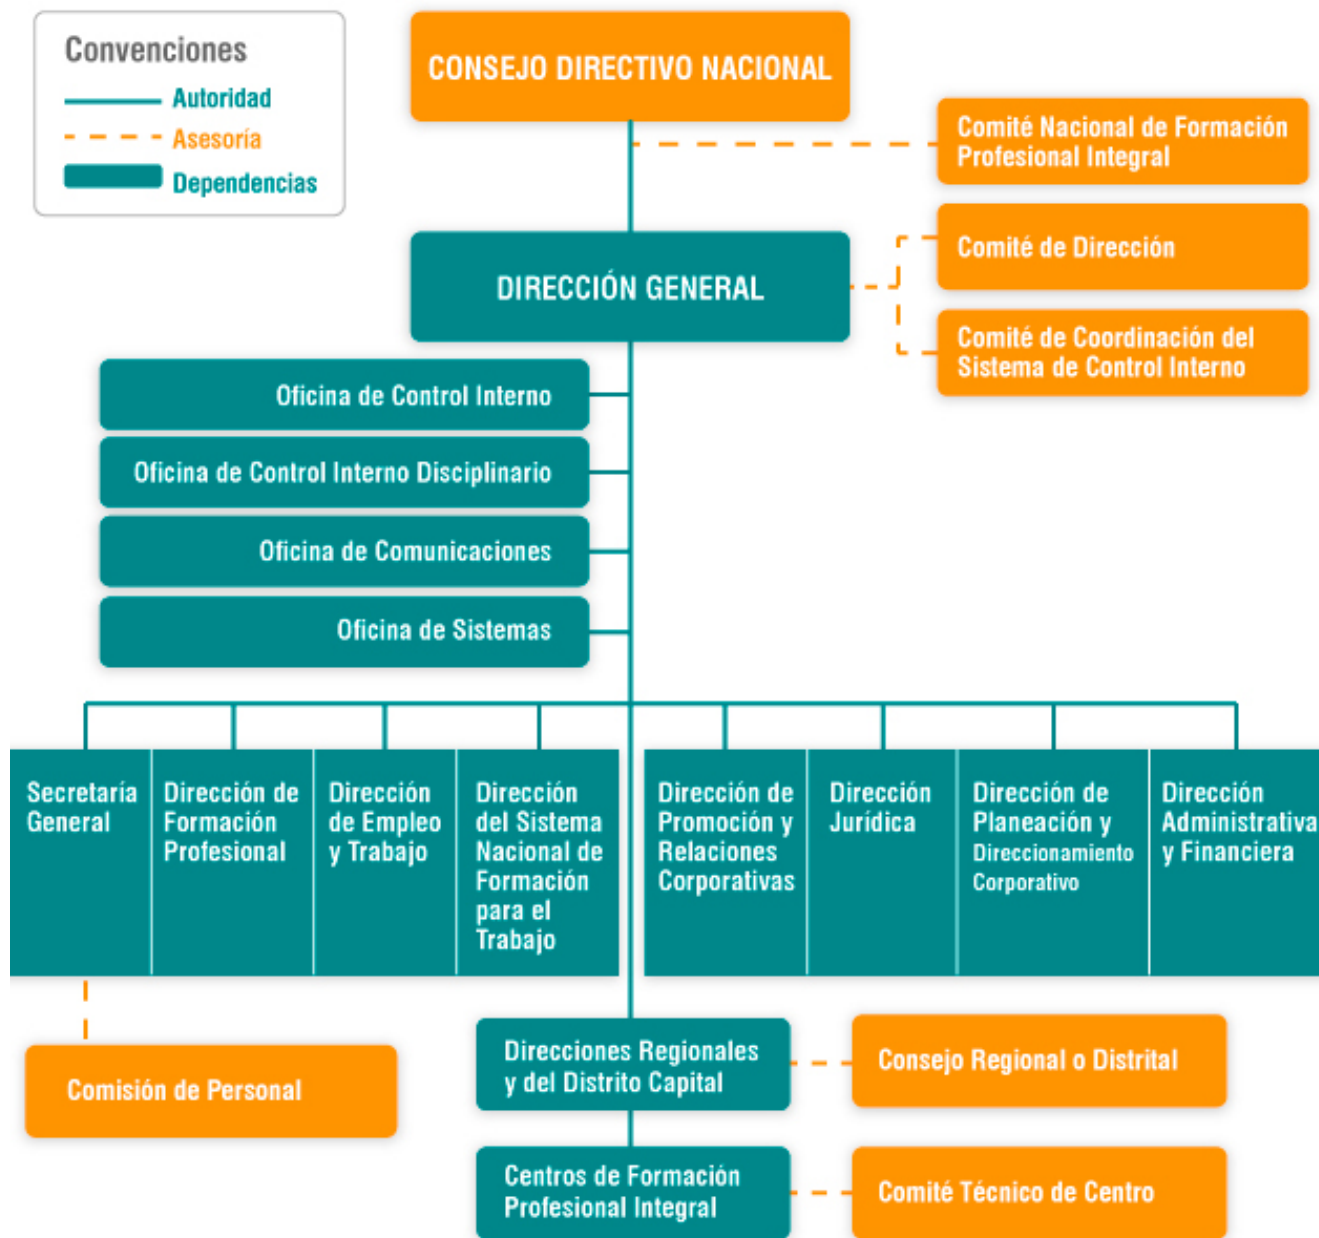 Convenciones
Autoridad
Asesoría
Dependencias
CONSEJO DIRECTIVO NACIONAL
Comité Nacional de Formación
Profesional Integral
DIRECCIÓN GENERAL
Comité de Dirección
Comité de Coordinación del
Sistema de Control Interno
Oficina de Control Interno
Oficina de Control Interno Disciplinario
Oficina de Comunicaciones
Oficina de Sistemas
Secretaría
General
Dirección de
Formación
Profesional
Dirección
de Empleo
y Trabajo
Dirección
del Sistema
Nacional de
Formación
para el
Trabajo
Dirección de
Promoción y
Relaciones
Corporativas
Dirección
Jurídica
Dirección de
Planeación y
Direccionamiento
Corporativo
Dirección
Administrativa
y Financiera
Comisión de Personal
Direcciones Regionales
y del Distrito Capital
Consejo Regional o Distrital
Centros de Formación
Profesional Integral
Comité Técnico de Centro